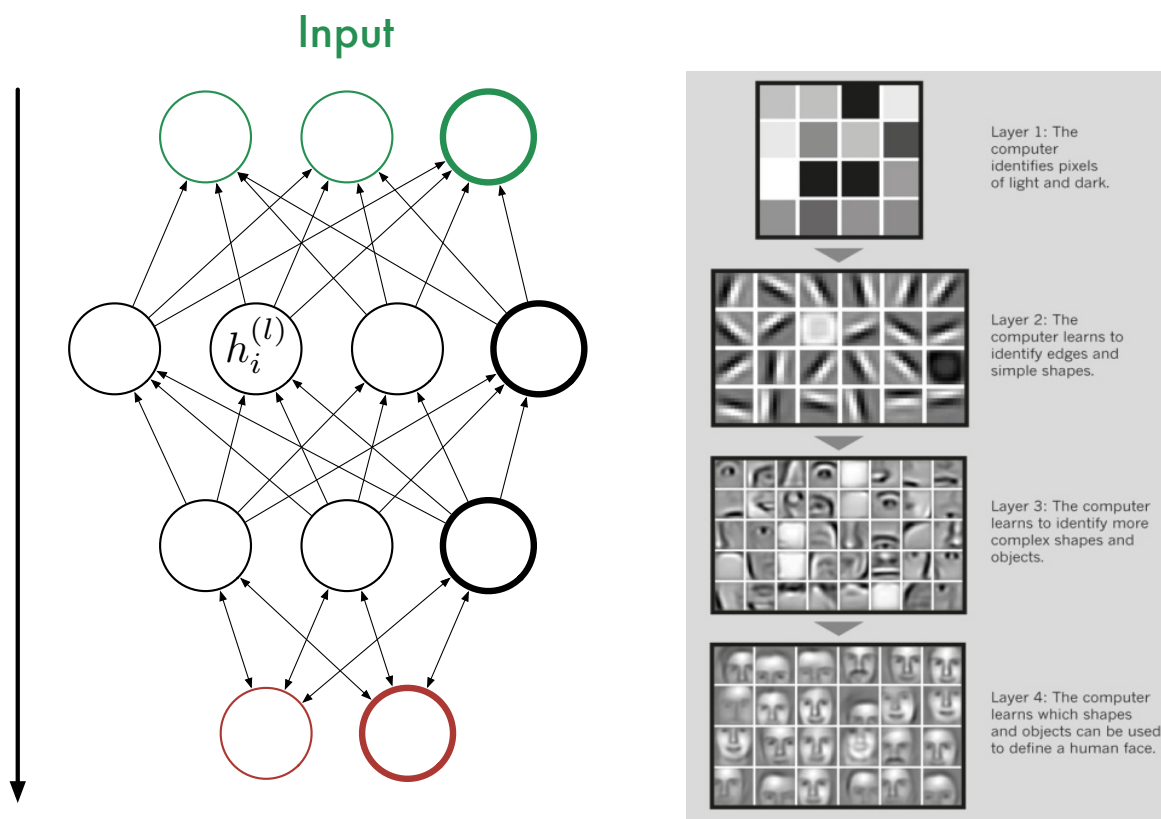 Input
h_i^{(l)}
Layer 1: The
computer
identifies pixels
of light and dark.
Layer 2: The
computer learns to
identify edges and
simple shapes.
Layer 3: The computer
learns to identify more
complex shapes and
objects.
Layer 4: The computer
learns which shapes
and objects can be used
to define a human face.